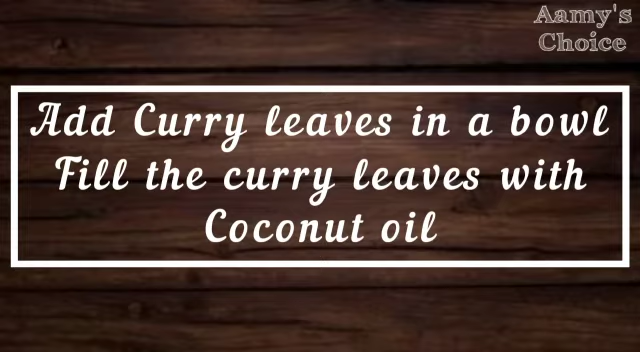 Aamy's
Choice
Add Curry leaves in a bowl
Fill the curry leaves with
Coconut oil